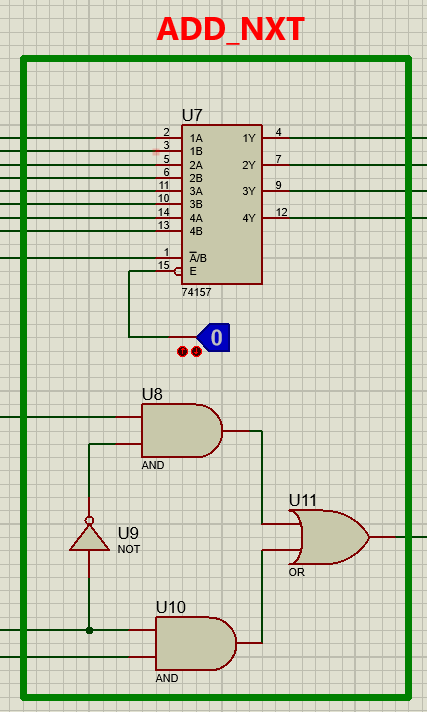 ADD_NXT
U7
2 1A 1Y 4
3 1B
5 2A 2Y 7
6 2B
11 3A 3Y 9
10 3B
14 4A 4Y 12
13 4B
1 A̅/B
15 E
74157
0
U8
AND
U11
OR
U9
NOT
U10
AND